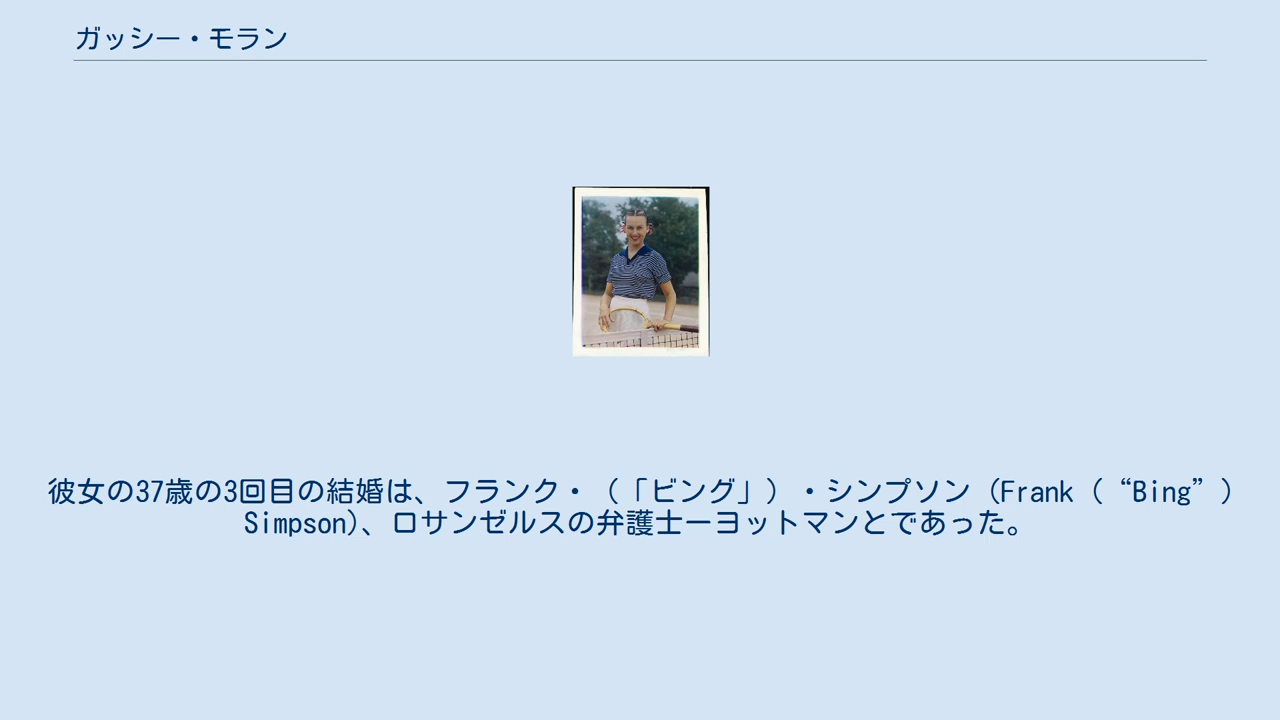 ガッシー・モラン
彼女の37歳の3回目の結婚は、フランク・（「ビング」）・シンプソン（Frank（“Bing”）
Simpson)、ロサンゼルスの弁護士ーヨットマンとであった。